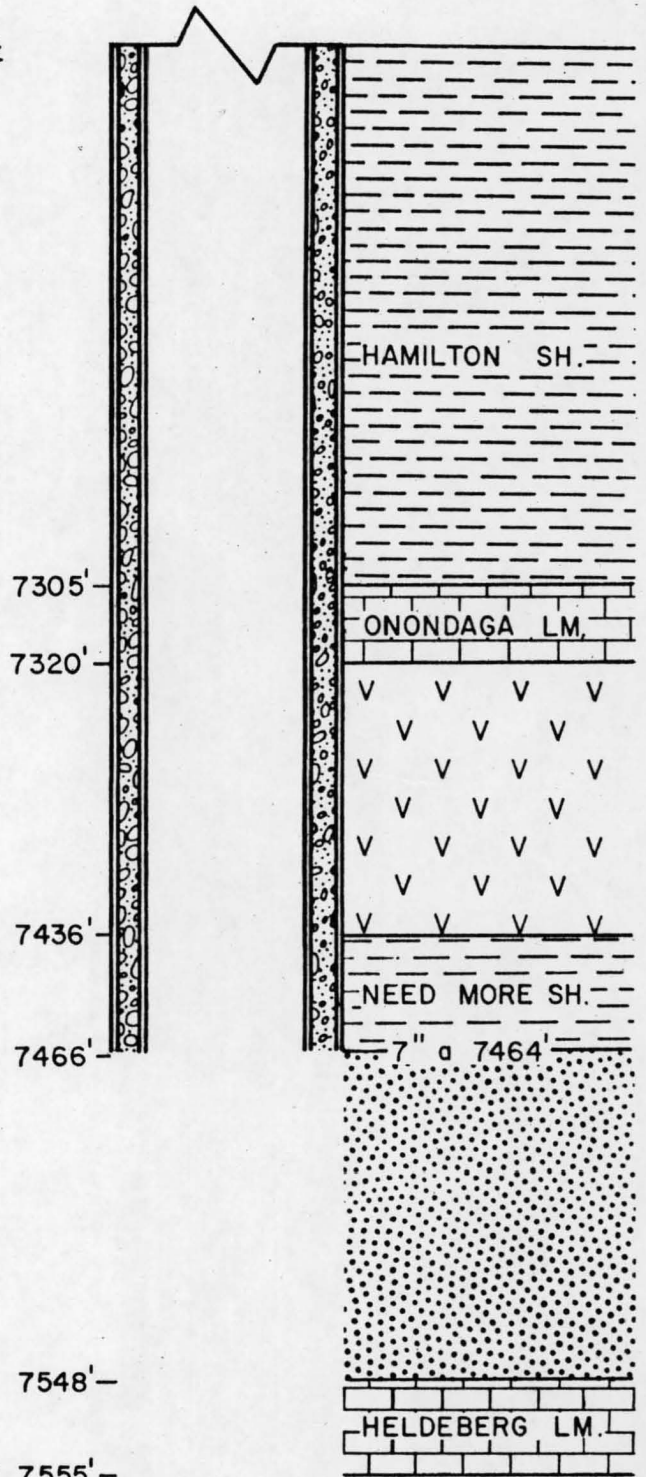 HAMILTON SH.
7305'
ONONDAGA LM.
7320'
7436'
NEED MORE SH.
7" a 7464'
7466'
7548'
HELDEBERG LM.
7555'